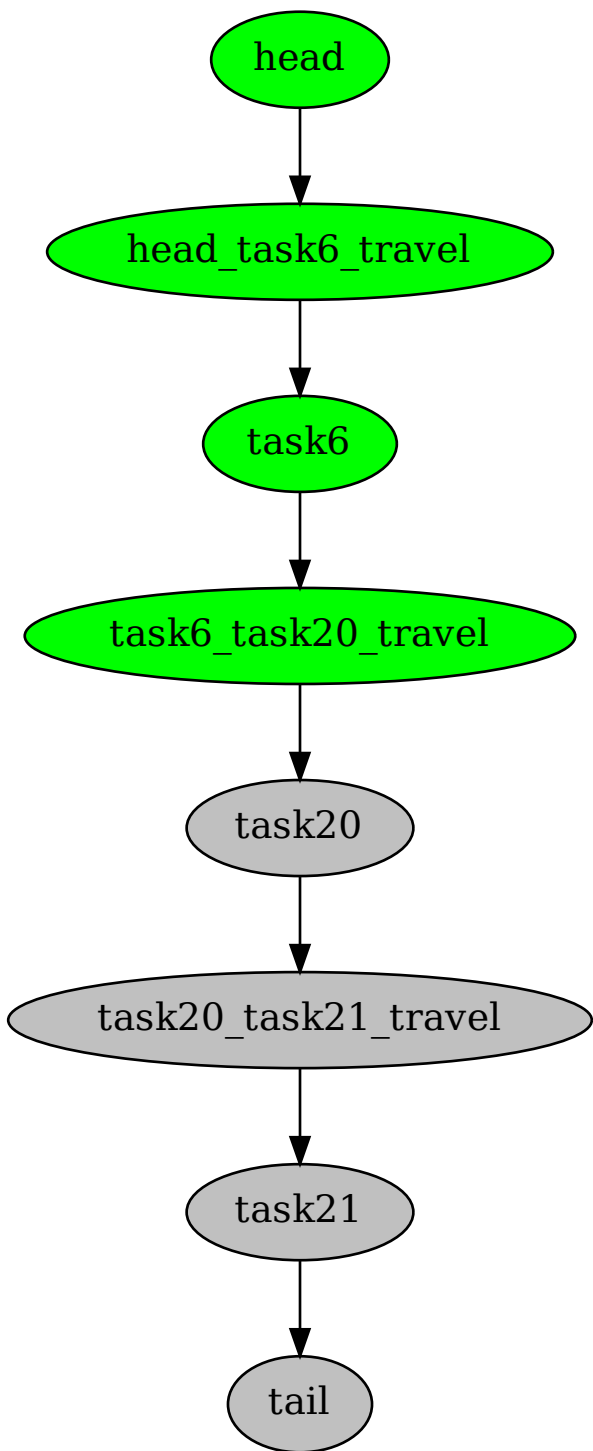 head
head_task6_travel
task6
task6_task20_travel
task20
task20_task21_travel
task21
tail